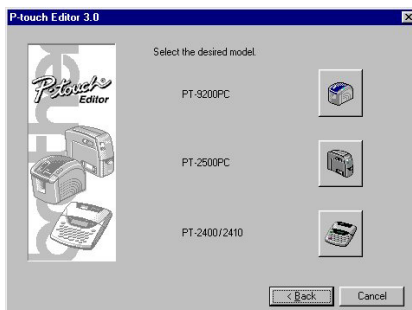 P-touch Editor 3.0
Select the desired model.
P-touch
Editor
brother
PT-9200PC
PT-2500PC
PT-2400/2410
< Back
Cancel